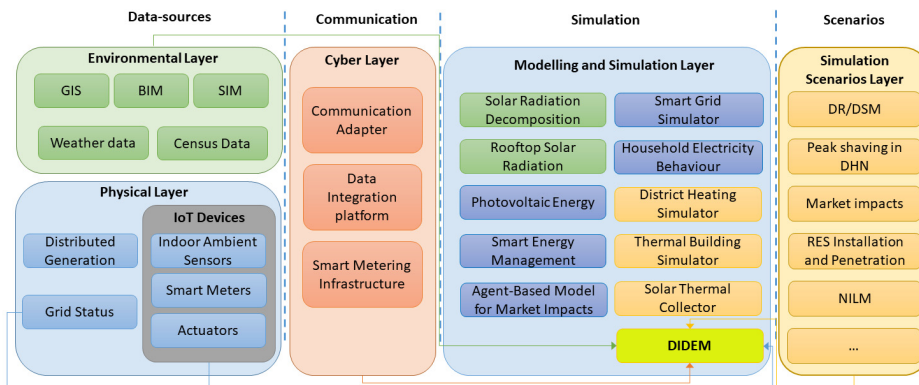 Data-sources
Communication
Simulation
Scenarios
Environmental Layer
GIS
BIM
SIM
Weather data
Census Data
Physical Layer
IoT Devices
Distributed
Generation
Indoor Ambient
Sensors
Grid Status
Smart Meters
Actuators
Cyber Layer
Communication
Adapter
Data
Integration
platform
Smart Metering
Infrastructure
Modelling and Simulation Layer
Solar Radiation
Decomposition
Smart Grid
Simulator
Rooftop Solar
Radiation
Household Electricity
Behaviour
Photovoltaic Energy
District Heating
Simulator
Smart Energy
Management
Thermal Building
Simulator
Agent-Based Model
for Market Impacts
Solar Thermal
Collector
DIDEM
Simulation
Scenarios Layer
DR/DSM
Peak shaving in
DHN
Market impacts
RES Installation
and Penetration
NILM
...